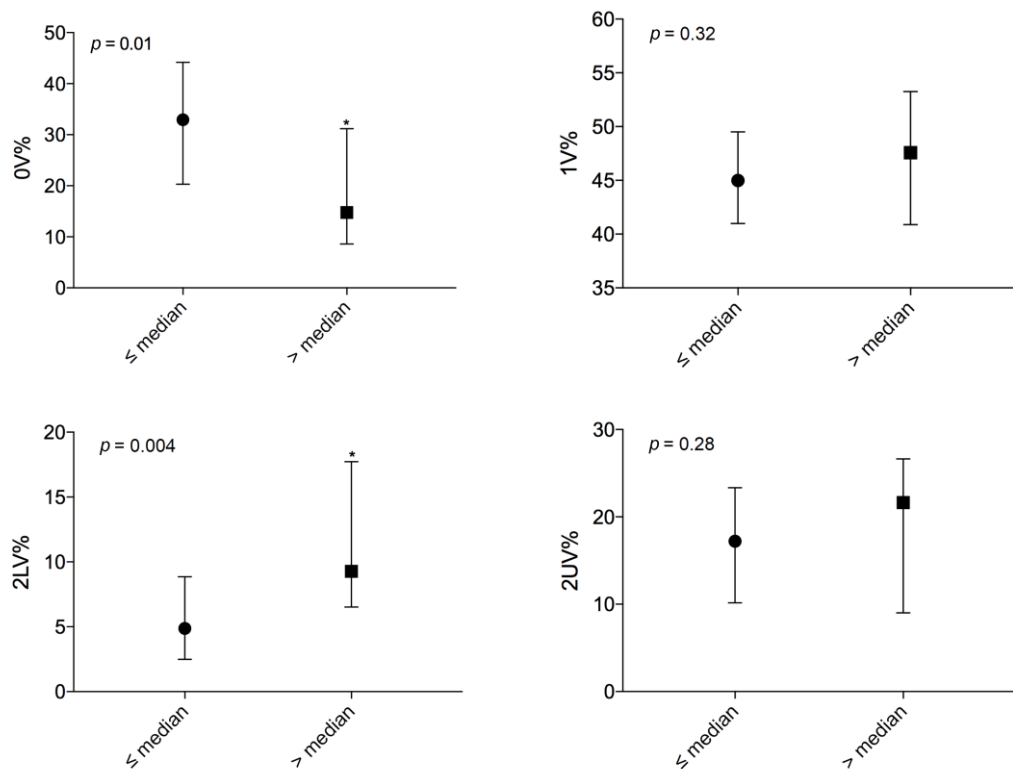 p = 0.01
0V%
50
40
30
20
10
0
*
≤ median
> median
p = 0.32
1V%
60
55
50
45
40
35
≤ median
> median
p = 0.004
2LV%
20
15
10
5
0
*
≤ median
> median
p = 0.28
2UV%
30
20
10
0
≤ median
> median